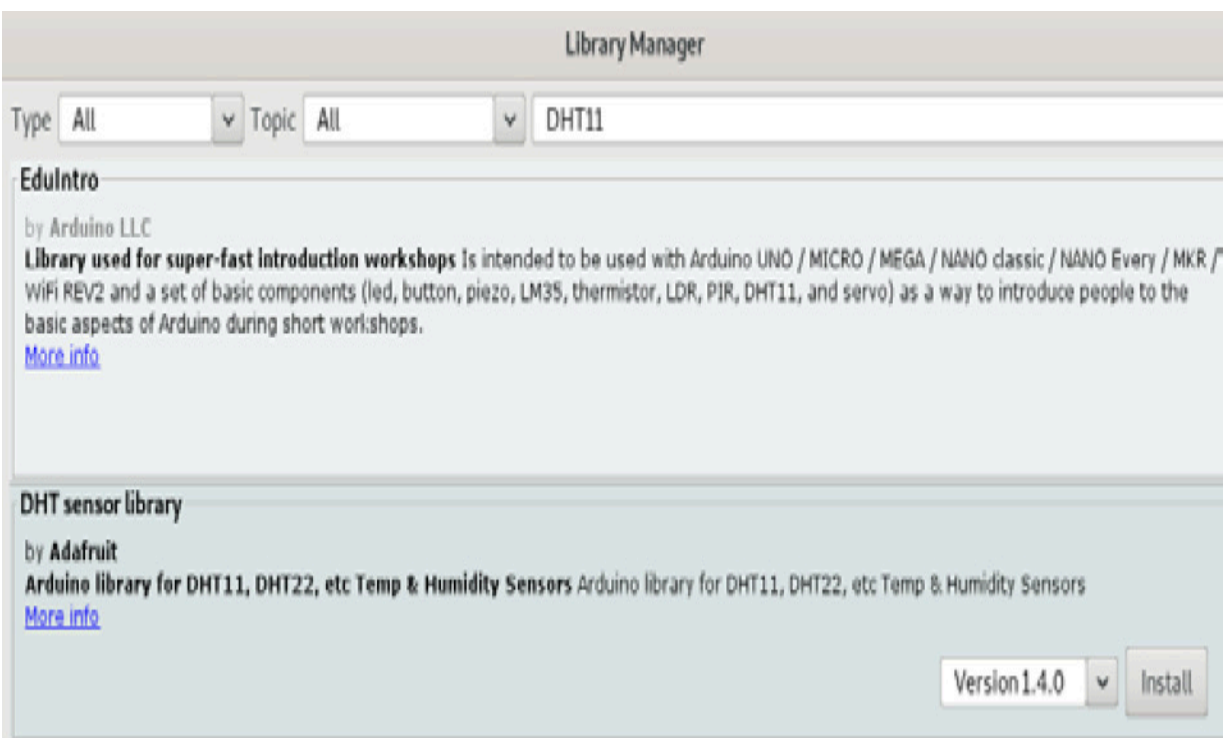 Library Manager
Type All Topic All DHT11
EduIntro
by Arduino LLC
Library used for super-fast introduction workshops Is intended to be used with Arduino UNO / MICRO / MEGA / NANO classic / NANO Every / MKR /
WiFi REV2 and a set of basic components (led, button, piezo, LM35, thermistor, LDR, PIR, DHT11, and servo) as a way to introduce people to the
basic aspects of Arduino during short workshops.
More info
DHT sensor library
by Adafruit
Arduino library for DHT11, DHT22, etc Temp & Humidity Sensors Arduino library for DHT11, DHT22, etc Temp & Humidity Sensors
More info
Version 1.4.0 Install